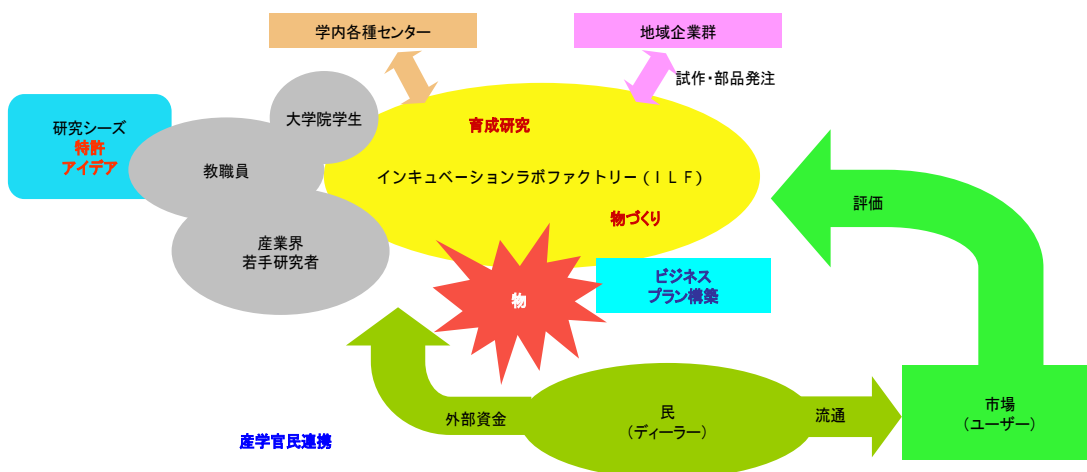 学内各種センター
地域企業群
試作・部品発注
大学院学生
研究シーズ
特許
アイデア
教職員
育成研究
インキュベーションラボファクトリー(ILF)
物づくり
評価
産業界
若手研究者
物
ビジネス
プラン構築
外部資金
民
(ディーラー)
流通
市場
(ユーザー)
産学官民連携